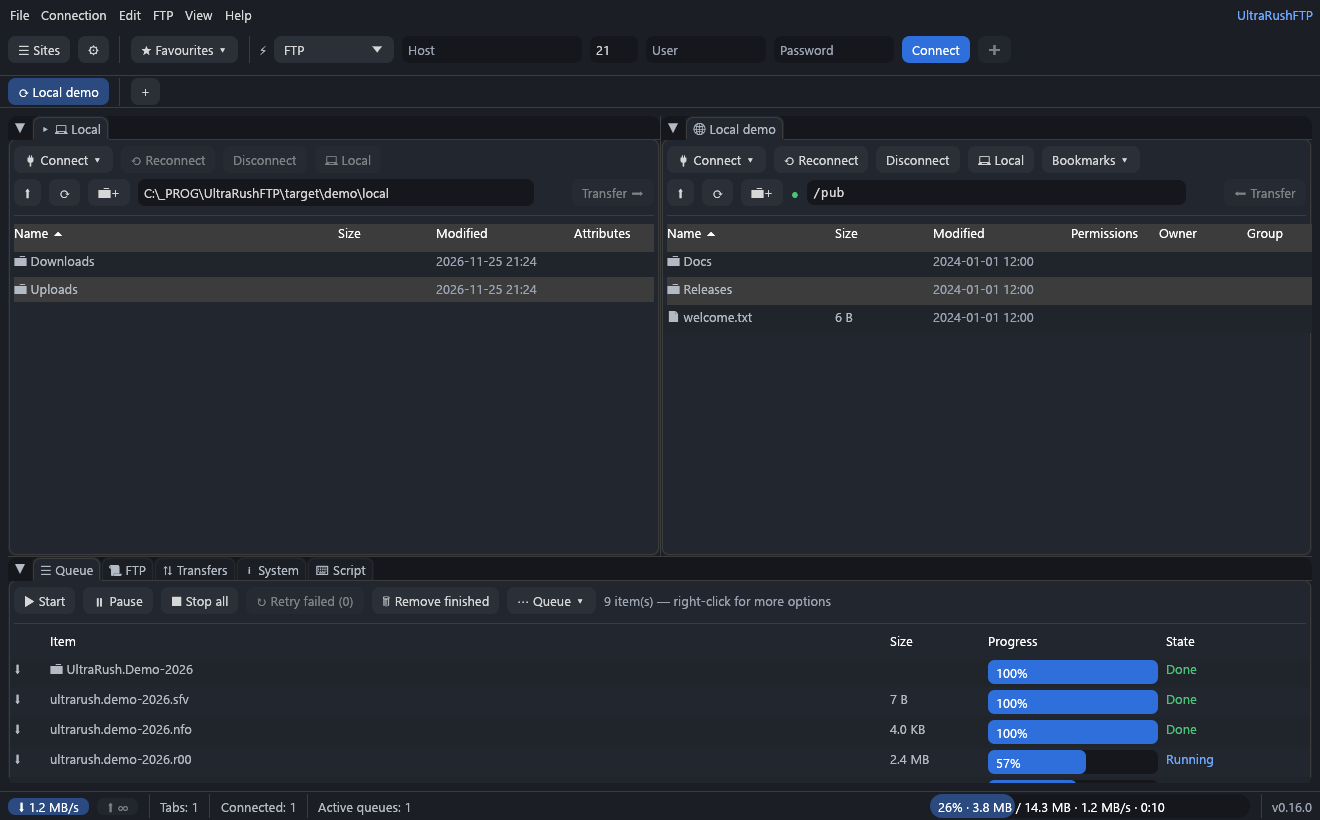 File Connection Edit FTP View Help UltraRushFTP
Sites Favourites FTP Host 21 User Password Connect +
Local demo +
Local
Connect Reconnect Disconnect Local
C:\_PROG\UltraRushFTP\target\demo\local Transfer
Name Size Modified Attributes
Downloads 2026-11-25 21:24
Uploads 2026-11-25 21:24
Local demo
Connect Reconnect Disconnect Local Bookmarks
/pub Transfer
Name Size Modified Permissions Owner Group
Docs 2024-01-01 12:00
Releases 2024-01-01 12:00
welcome.txt 6 B 2024-01-01 12:00
Queue FTP Transfers System Script
Start Pause Stop all Retry failed (0) Remove finished ··· Queue 9 item(s) — right-click for more options
Item Size Progress State
UltraRush.Demo-2026 100% Done
ultrarush.demo-2026.sfv 7 B 100% Done
ultrarush.demo-2026.nfo 4.0 KB 100% Done
ultrarush.demo-2026.r00 2.4 MB 57% Running
1.2 MB/s ∞ Tabs: 1 Connected: 1 Active queues: 1 26% · 3.8 MB / 14.3 MB · 1.2 MB/s · 0:10 v0.16.0